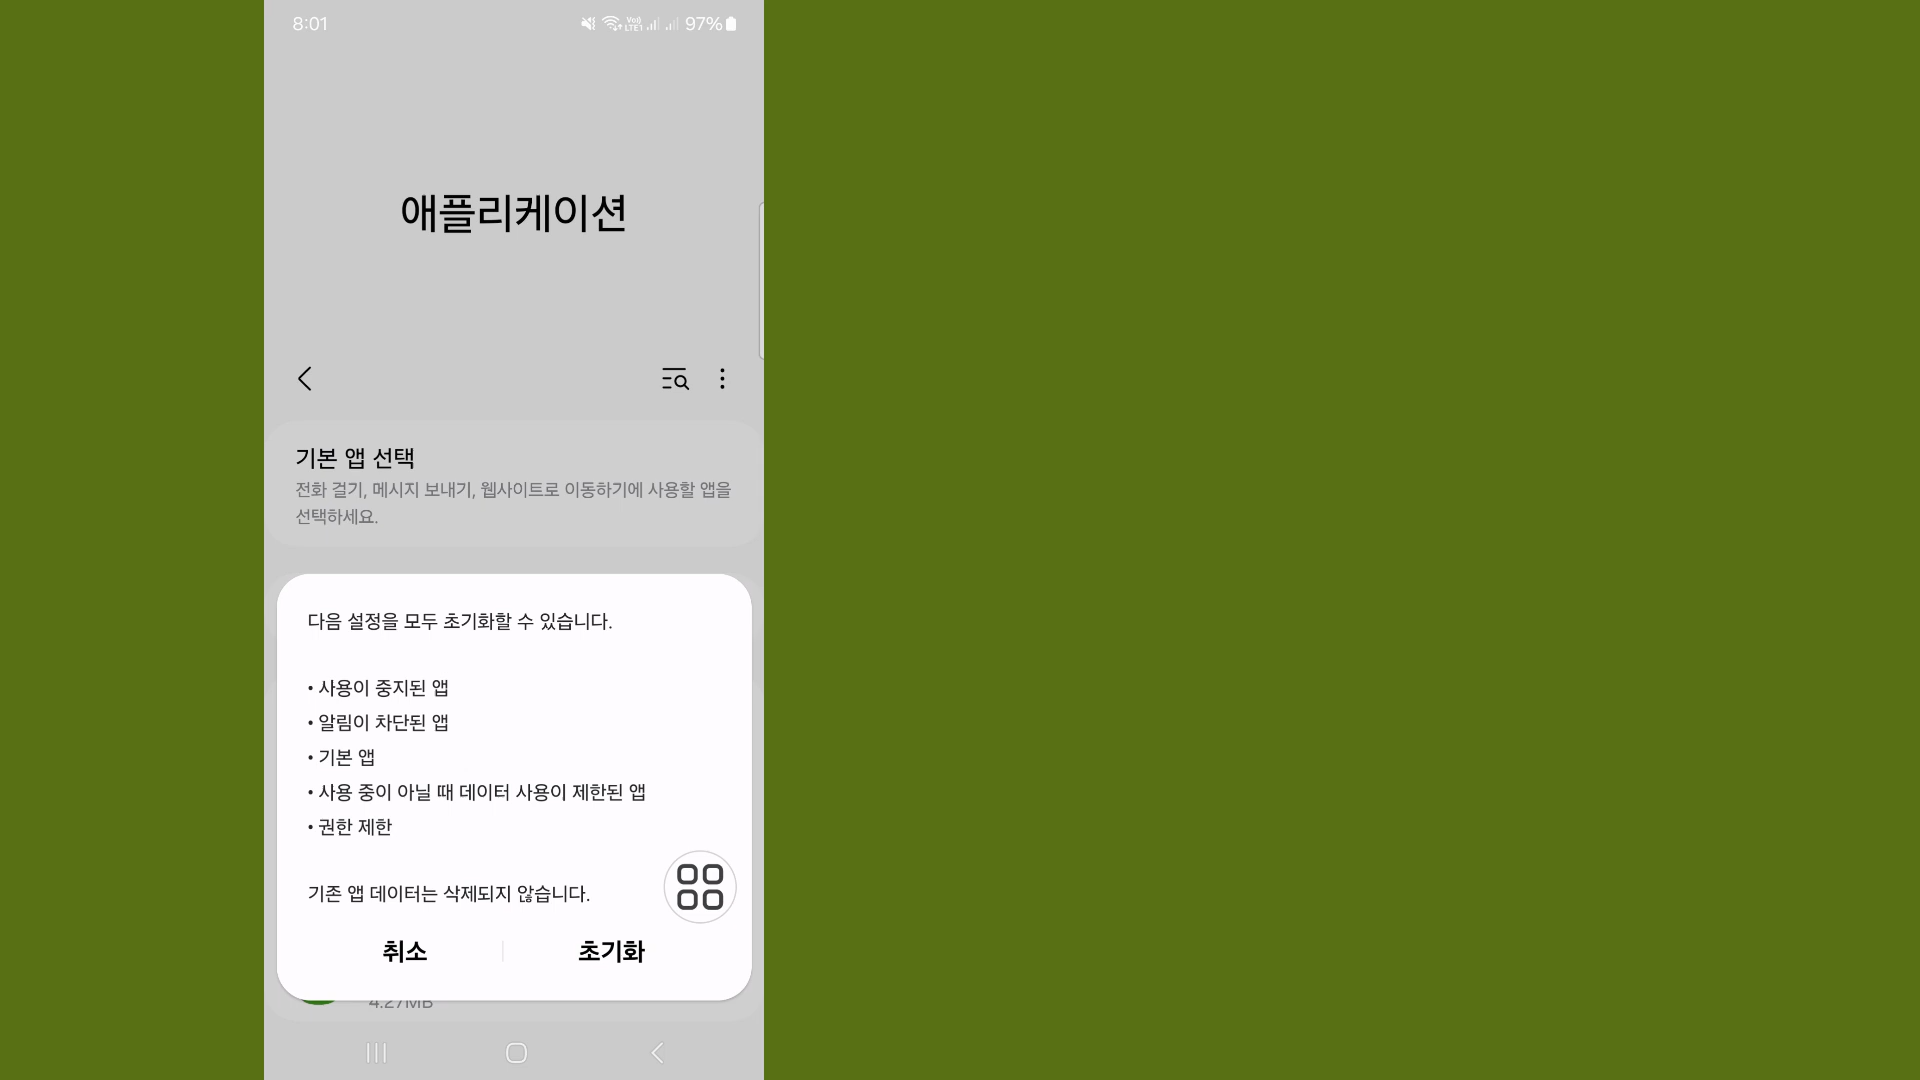 8:01
Vo))
LTE1
97%
애플리케이션
기본 앱 선택
전화 걸기, 메시지 보내기, 웹사이트로 이동하기에 사용할 앱을
선택하세요.
다음 설정을 모두 초기화할 수 있습니다.
• 사용이 중지된 앱
• 알림이 차단된 앱
• 기본 앱
• 사용 중이 아닐 때 데이터 사용이 제한된 앱
• 권한 제한
기존 앱 데이터는 삭제되지 않습니다.
취소
초기화
4.27MB